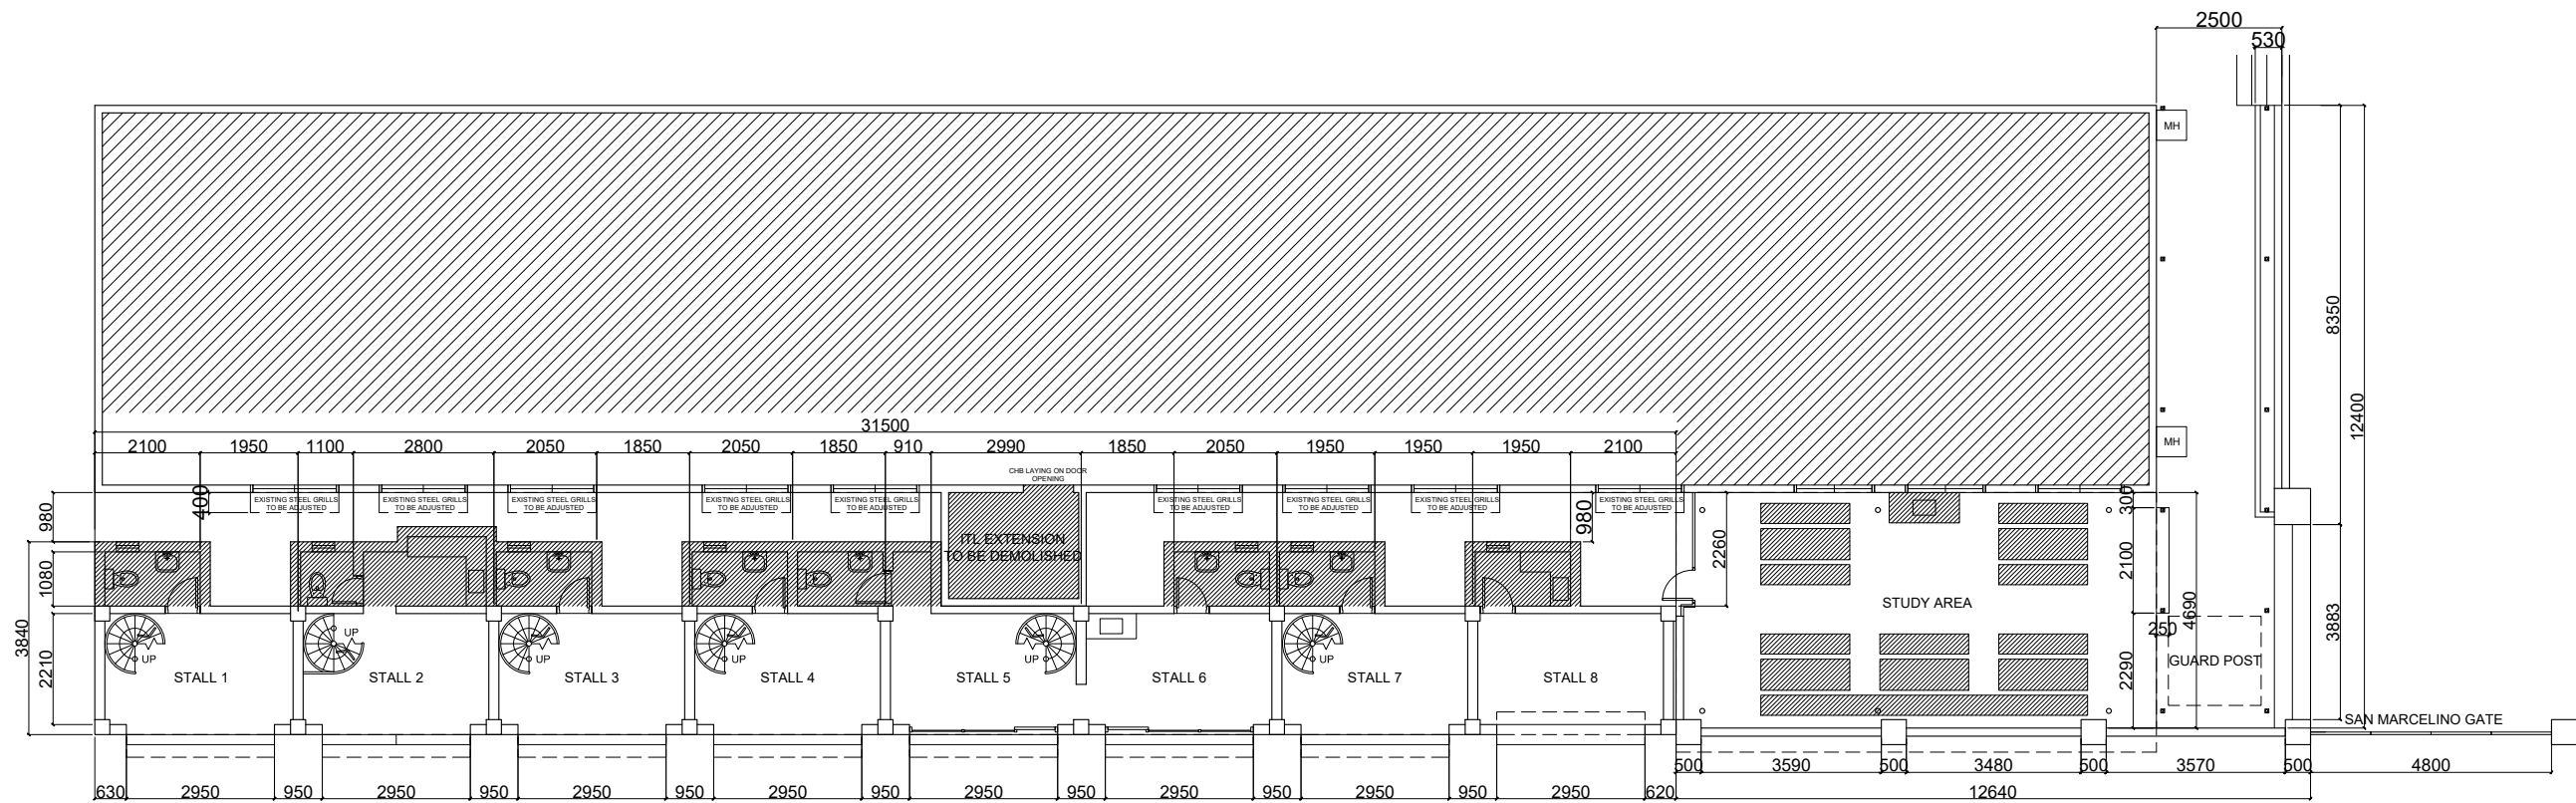 2500
530
MH
8350
12400
31500
2100
1950
1100
2800
2050
1850
2050
1850
910
2990
1850
2050
1950
1950
1950
2100
MH
CHB LAYING ON DOOR
OPENING
400
980
EXISTING STEEL GRILLS
TO BE ADJUSTED
EXISTING STEEL GRILLS
TO BE ADJUSTED
EXISTING STEEL GRILLS
TO BE ADJUSTED
EXISTING STEEL GRILLS
TO BE ADJUSTED
EXISTING STEEL GRILLS
TO BE ADJUSTED
EXISTING STEEL GRILLS
TO BE ADJUSTED
EXISTING STEEL GRILLS
TO BE ADJUSTED
EXISTING STEEL GRILLS
TO BE ADJUSTED
EXISTING STEEL GRILLS
TO BE ADJUSTED
980
300
ITL EXTENSION
TO BE DEMOLISHED
2260
2100
1080
3840
2210
STUDY AREA
4690
3883
250
2290
GUARD POST
UP
UP
UP
UP
UP
UP
STALL 1
STALL 2
STALL 3
STALL 4
STALL 5
STALL 6
STALL 7
STALL 8
SAN MARCELINO GATE
500
3590
500
3480
500
3570
500
4800
630
2950
950
2950
950
2950
950
2950
950
2950
950
2950
950
2950
950
2950
620
12640